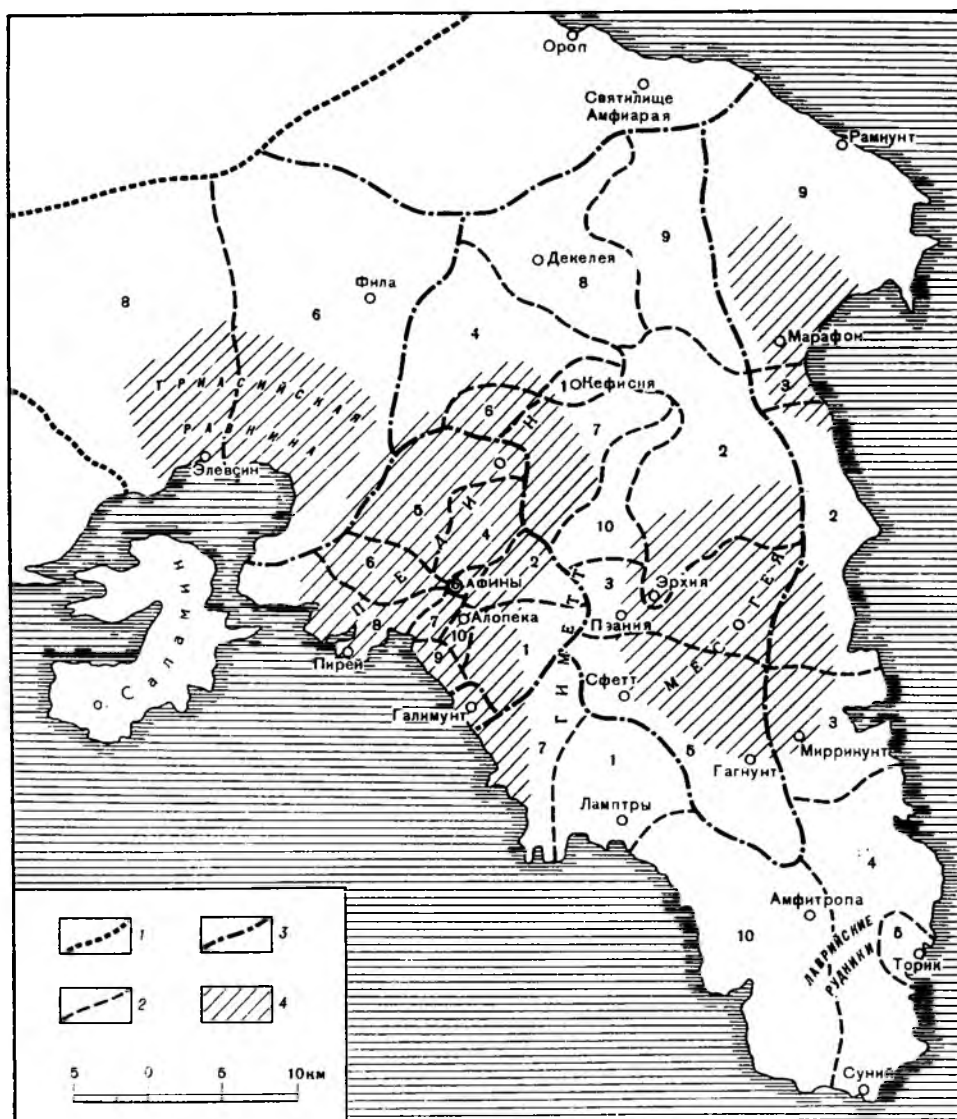 Ороп
Святилище
Амфиарая
Рамнунт
9
9
Декелея
8
Фила
8
6
4
Марафон
3
1 Кефисия
6
7
2
ТРИАСИЙСКАЯ
РАВНИНА
Элевсин
5
4
10
2
2
ПЕДИОН
6
Афины
3
Эрхия
Алопека
Пэания
МЕСОГЕЯ
8
7
10
9
1
Пирей
Саламин
ГИМЕТТ
Сфетт
3
Галимунт
7
5
Мирринунт
1
Гагнунт
Ламптры
4
Амфитропа
10
5
ЛАВРИЙСКИЕ
РУДНИКИ
Торик
Суний
1
3
2
4
5 0 5 10км